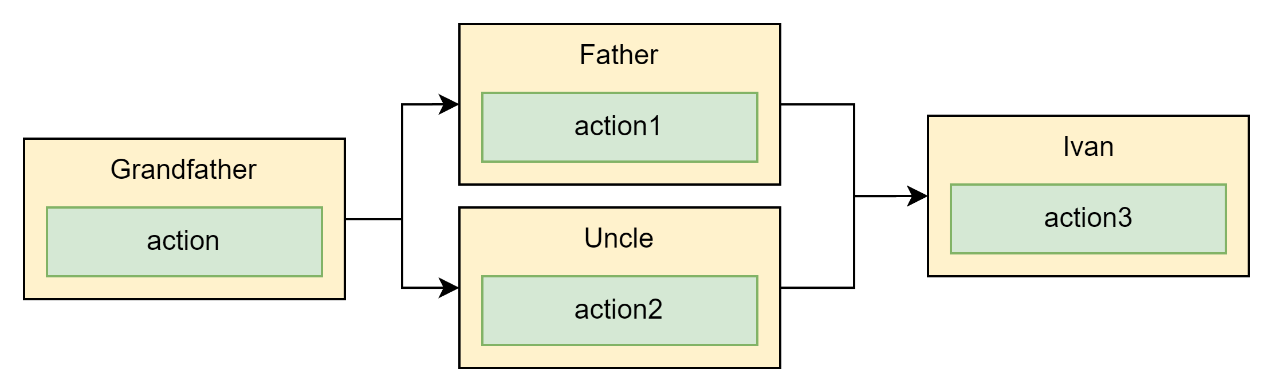 Grandfather
action
Father
action1
Uncle
action2
Ivan
action3